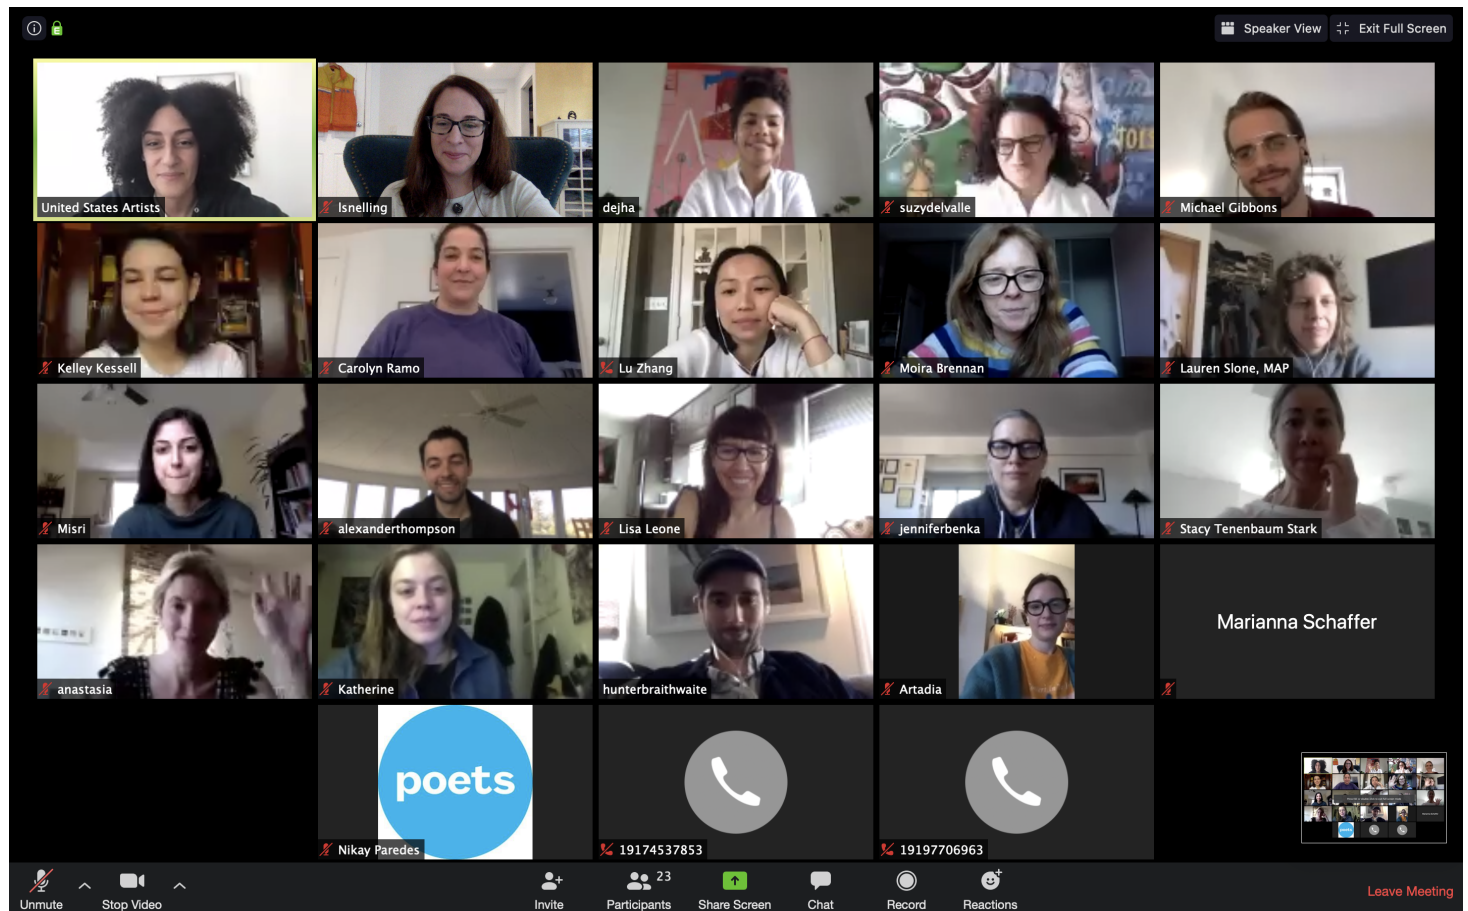 Speaker View
Exit Full Screen
United States Artists
lsnelling
dejha
suzydelvalle
Michael Gibbons
Kelley Kessell
Carolyn Ramo
Lu Zhang
Moira Brennan
Lauren Slone, MAP
Misri
alexanderthompson
Lisa Leone
jenniferbenka
Stacy Tenenbaum Stark
anastasia
Katherine
hunterbraithwaite
Artadia
Marianna Schaffer
poets
Nikay Paredes
19174537853
19197706963
Unmute
Stop Video
Invite
Participants 23
Share Screen
Chat
Record
Reactions
Leave Meeting